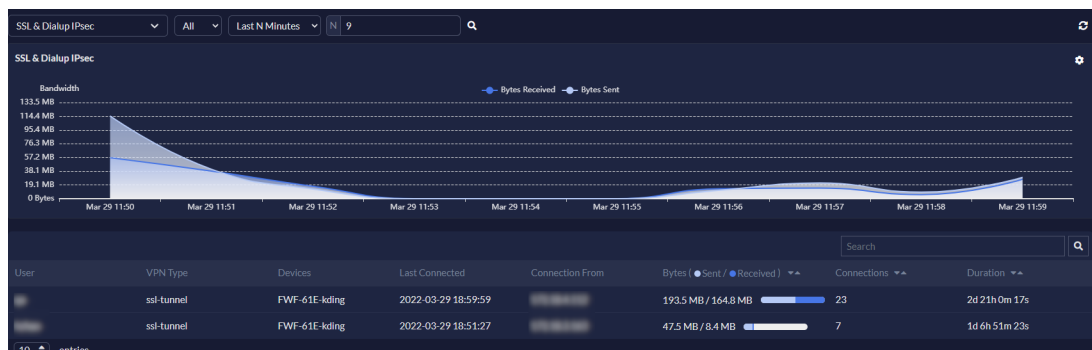 SSL & Dialup IPsec All Last N Minutes N 9
SSL & Dialup IPsec
Bandwidth
Bytes Received Bytes Sent
133.5 MB
114.4 MB
95.4 MB
76.3 MB
57.2 MB
38.1 MB
19.1 MB
0 Bytes
Mar 29 11:50 Mar 29 11:51 Mar 29 11:52 Mar 29 11:53 Mar 29 11:54 Mar 29 11:55 Mar 29 11:56 Mar 29 11:57 Mar 29 11:58 Mar 29 11:59
Search
User VPN Type Devices Last Connected Connection From Bytes ( Sent / Received ) Connections Duration
ssl-tunnel FWF-61E-kding 2022-03-29 18:59:59 193.5 MB / 164.8 MB 23 2d 21h 0m 17s
ssl-tunnel FWF-61E-kding 2022-03-29 18:51:27 47.5 MB / 8.4 MB 7 1d 6h 51m 23s
10 entries